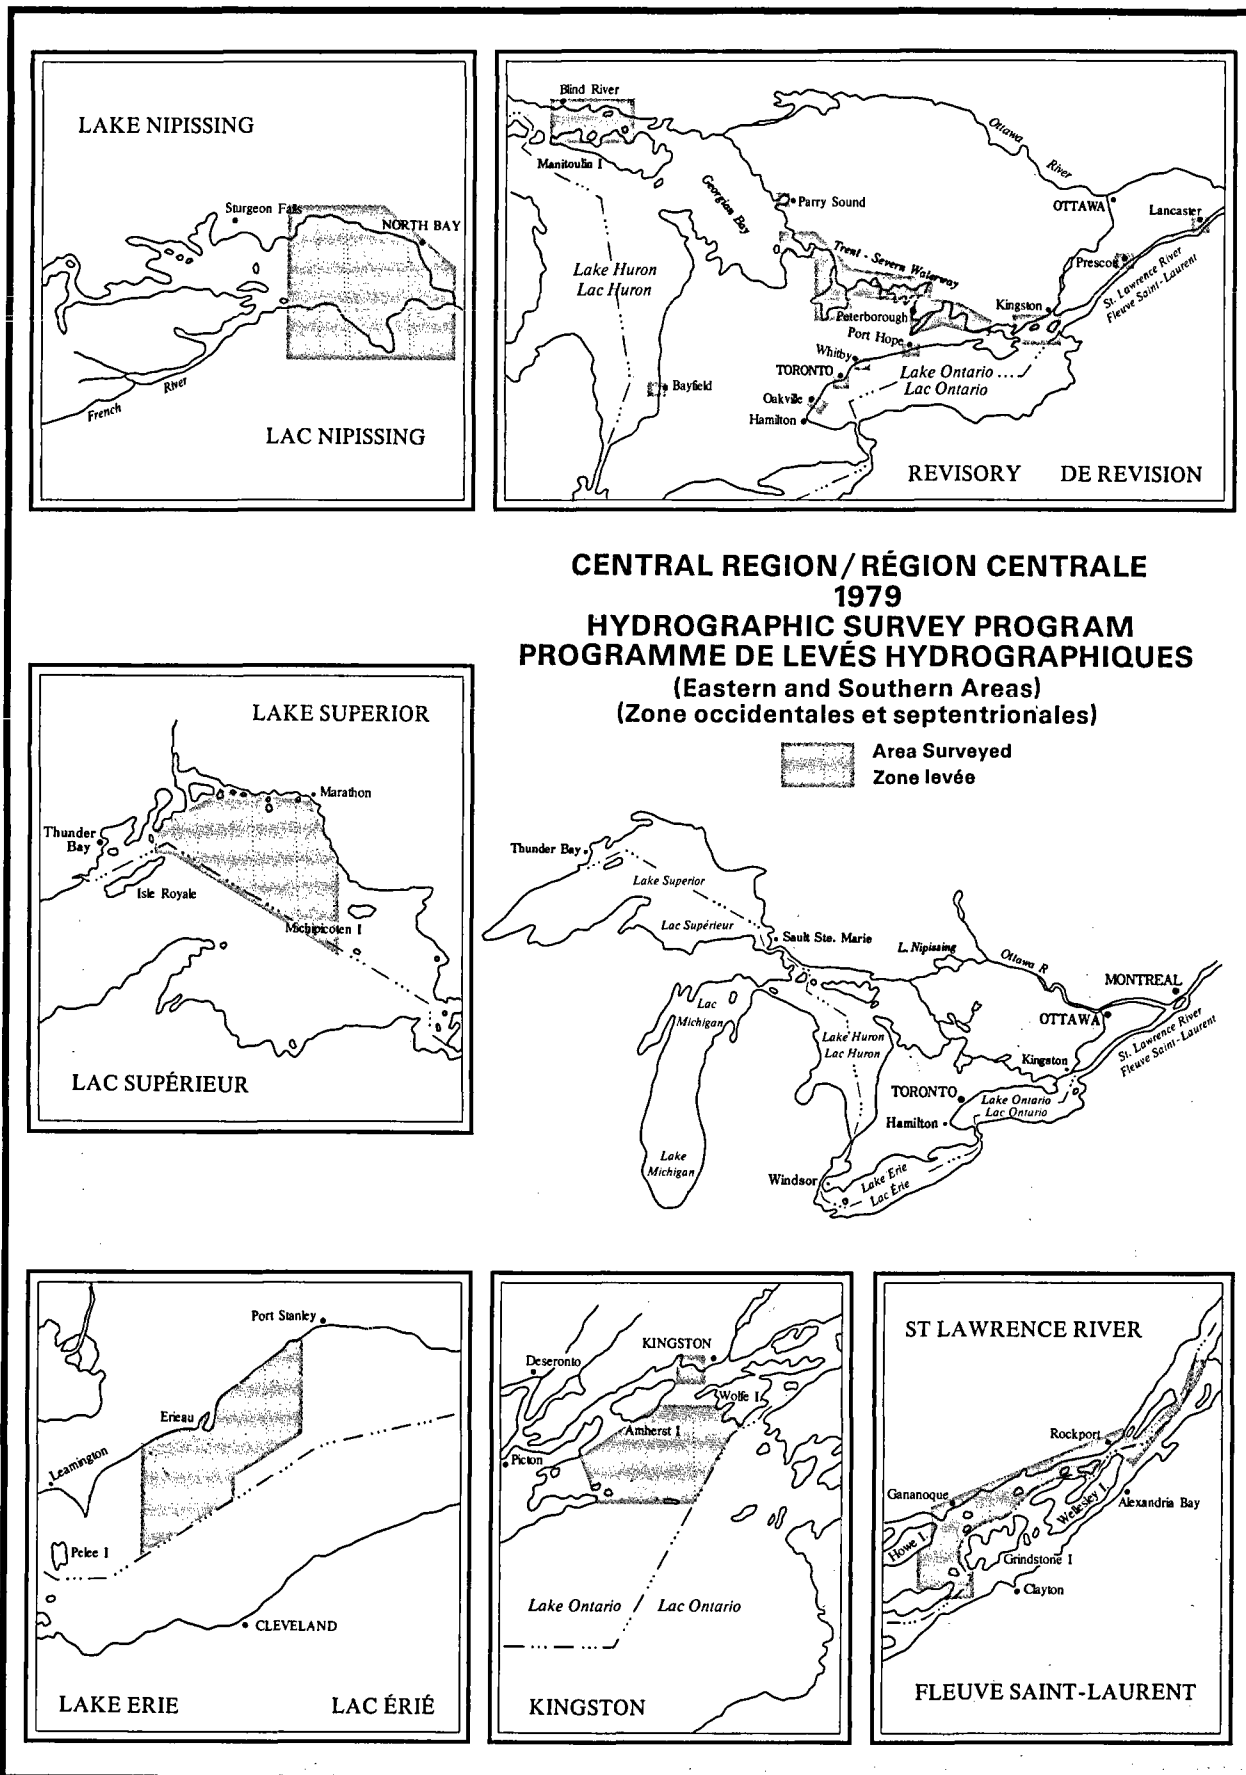 LAKE NIPISSING
Sturgeon Falls
NORTH BAY
French
River
LAC NIPISSING
Blind River
Manitoulin I
Georgian Bay
Parry Sound
Ottawa
River
OTTAWA
Lancaster
Prescott
St. Lawrence River
Fleuve Saint-Laurent
Lake Huron
Lac Huron
Trent - Severn Waterway
Peterborough
Kingston
Port Hope
Whitby
TORONTO
Lake Ontario
Lac Ontario
Bayfield
Oakville
Hamilton
REVISORY DE REVISION
CENTRAL REGION/RÉGION CENTRALE
1979
HYDROGRAPHIC SURVEY PROGRAM
PROGRAMME DE LEVÉS HYDROGRAPHIQUES
(Eastern and Southern Areas)
(Zone occidentales et septentrionales)
Area Surveyed
Zone levée
LAKE SUPERIOR
Marathon
Thunder
Bay
Isle Royale
Michipicoten I
LAC SUPÉRIEUR
Thunder Bay
Lake Superior
Lac Supérieur
Sault Ste. Marie
L. Nipissing
Ottawa R
MONTREAL
OTTAWA
St. Lawrence River
Fleuve Saint-Laurent
Lac
Michigan
Lake Huron
Lac Huron
Kingston
TORONTO
Lake Ontario
Lac Ontario
Hamilton
Lake
Michigan
Windsor
Lake Erie
Lac Érie
Port Stanley
Erieau
Leamington
Pelee I
CLEVELAND
LAKE ERIE LAC ÉRIÉ
KINGSTON
Deseronto
Wolfe I
Amherst I
Picton
Lake Ontario Lac Ontario
KINGSTON
ST LAWRENCE RIVER
Rockport
Gananoque
Wellesley I.
Alexandria Bay
Howe I.
Grindstone I
Clayton
FLEUVE SAINT-LAURENT